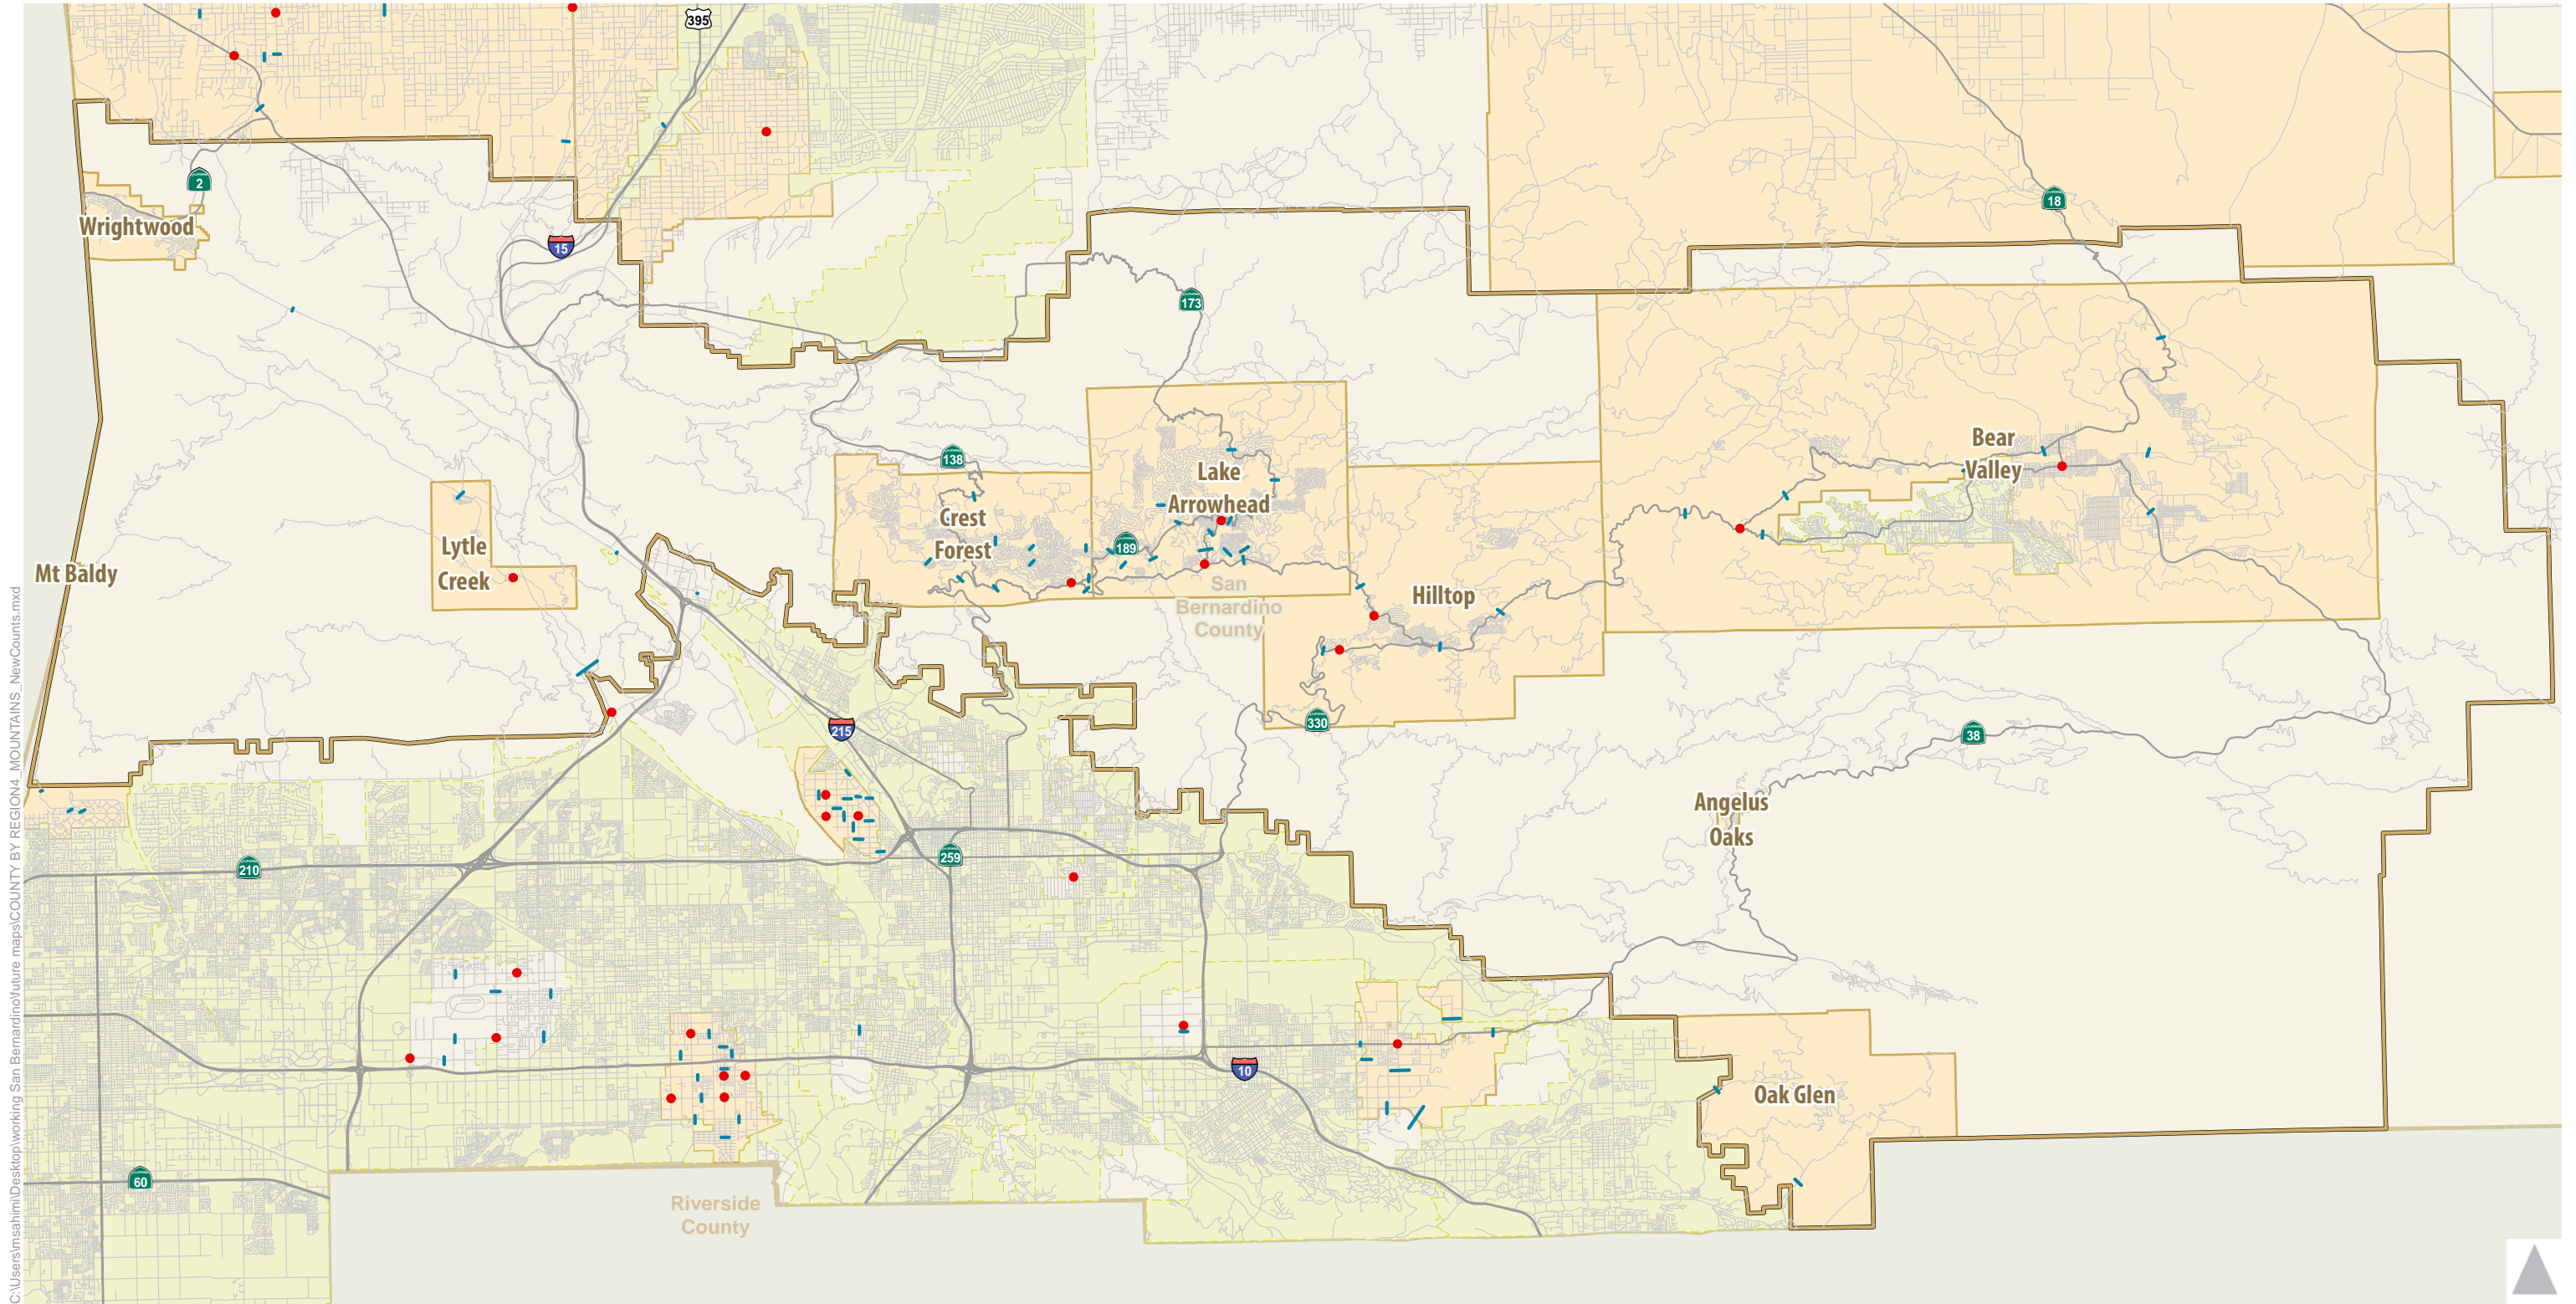 395
2
Wrightwood
15
18
173
138
Bear
Valley
Lake
Arrowhead
Crest
Forest
189
Lytle
Creek
Mt Baldy
San
Bernardino
County
Hilltop
215
330
38
Angelus
Oaks
210
259
10
Oak Glen
60
Riverside
County
C:\Users\msahimi\Desktop\working San Bernardino\future maps\COUNTY BY REGION4_MOUNTAINS_NewCounts.mxd